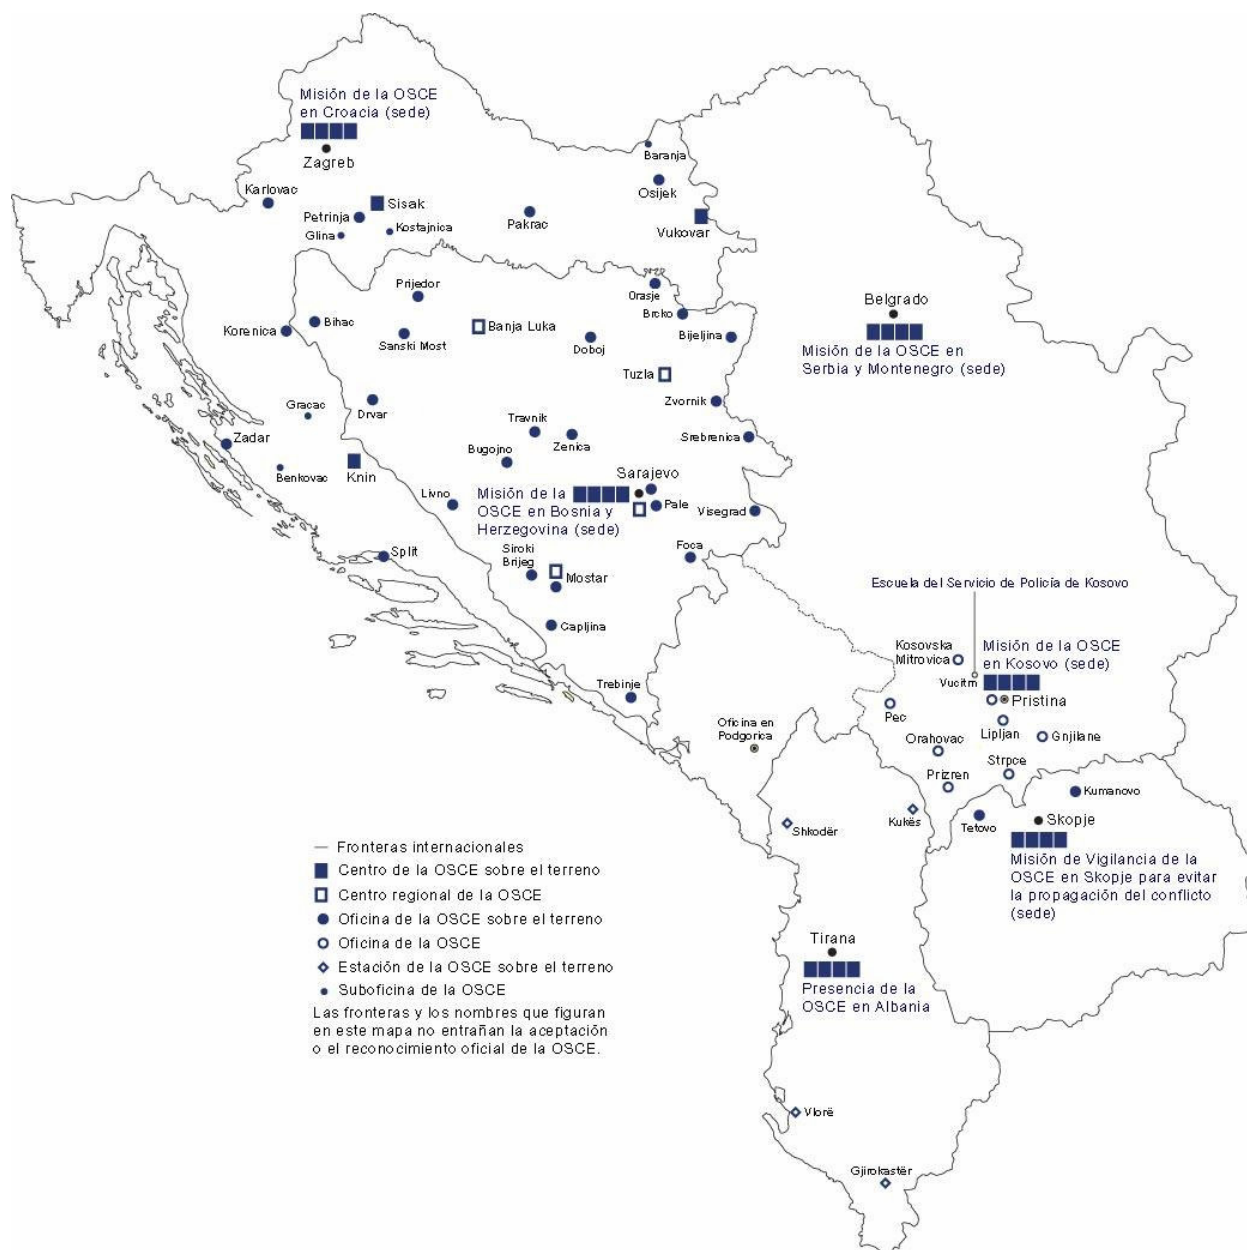 Misión de la OSCE
en Croacia (sede)
Zagreb
Baranja
Osijek
Karlovac
Sisak
Petrinja
Glina
Kostajnica
Pakrac
Vukovar
Prijedor
Orasje
Brcko
Korenica
Bihac
Sanski Most
Banja Luka
Doboj
Bijeljina
Belgrado
Misión de la OSCE en
Serbia y Montenegro (sede)
Tuzla
Zvornik
Gracac
Drvar
Travnik
Zenica
Srebrenica
Zadar
Bugojno
Benkovac
Knin
Sarajevo
Livno
Misión de la
OSCE en Bosnia y
Herzegovina (sede)
Pale
Visegrad
Split
Siroki
Brijeg
Mostar
Foca
Capljina
Trebinje
Escuela del Servicio de Policía de Kosovo
Kosovska
Mitrovica
Misión de la OSCE
en Kosovo (sede)
Vucitrn
Pristina
Pec
Lipljan
Gnjilane
Orahovac
Strpce
Prizren
Oficina en
Podgorica
Kumanovo
Shkodër
Kukës
Tetovo
Skopje
Misión de Vigilancia de la
OSCE en Skopje para evitar
la propagación del conflicto
(sede)
Tirana
Presencia de la
OSCE en Albania
Vlorë
Gjirokastër
Fronteras internacionales
Centro de la OSCE sobre el terreno
Centro regional de la OSCE
Oficina de la OSCE sobre el terreno
Oficina de la OSCE
Estación de la OSCE sobre el terreno
Suboficina de la OSCE
Las fronteras y los nombres que figuran
en este mapa no entrañan la aceptación
o el reconocimiento oficial de la OSCE.